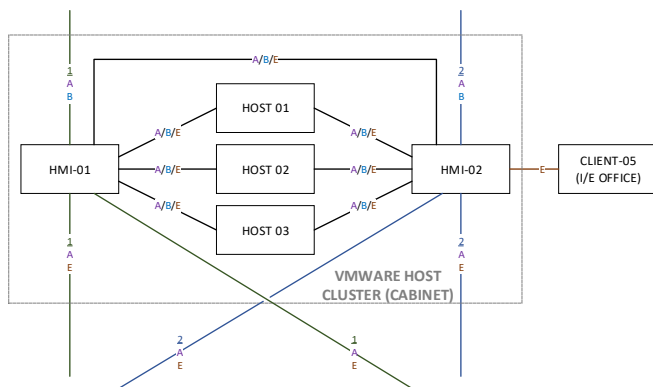 1
A
B
2
A
B
A/B/E
HOST 01
A/B/E
A/B/E
HMI-01
A/B/E
HOST 02
A/B/E
HMI-02
E
CLIENT-05
(I/E OFFICE)
A/B/E
HOST 03
A/B/E
1
A
E
2
A
E
VMWARE HOST
CLUSTER (CABINET)
2
A
E
1
A
E